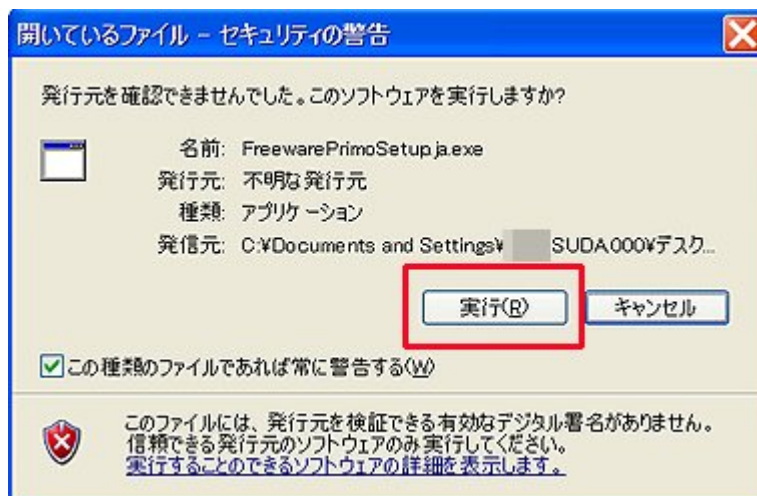 開いているファイル - セキュリティの警告
発行元を確認できませんでした。このソフトウェアを実行しますか?
名前: FreewarePrimoSetup.ja.exe
発行元: 不明な発行元
種類: アプリケーション
発信元: C:¥Documents and Settings¥ SUDA000¥デスク...
実行(R) キャンセル
この種類のファイルであれば常に警告する(W)
このファイルには、発行元を検証できる有効なデジタル署名がありません。
信頼できる発行元のソフトウェアのみ実行してください。
実行することのできるソフトウェアの詳細を表示します。